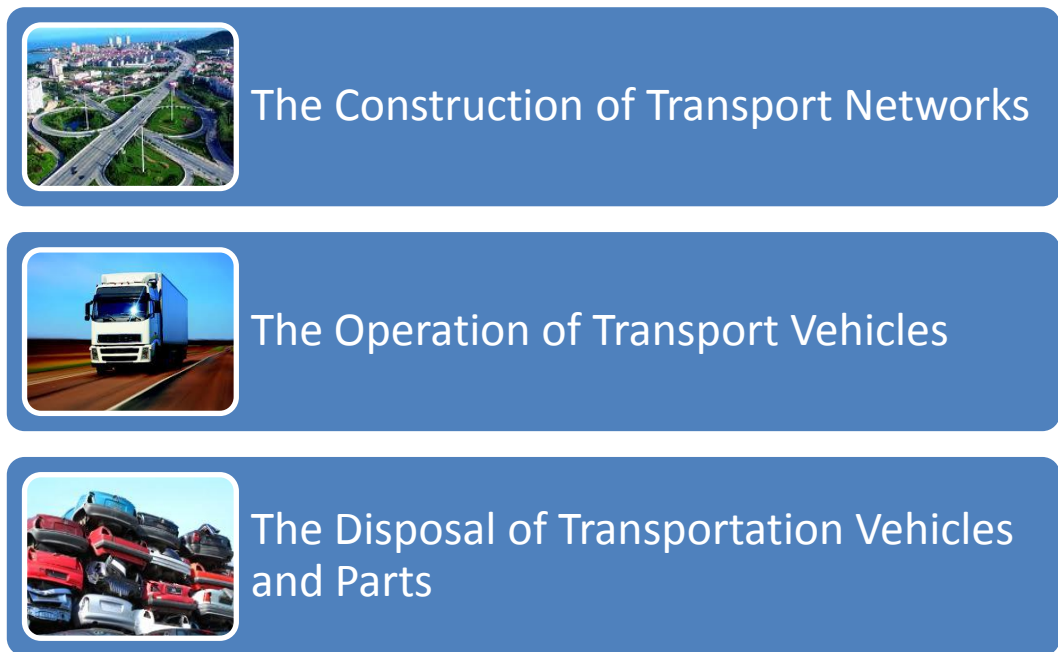 The Construction of Transport Networks
The Operation of Transport Vehicles
The Disposal of Transportation Vehicles
and Parts